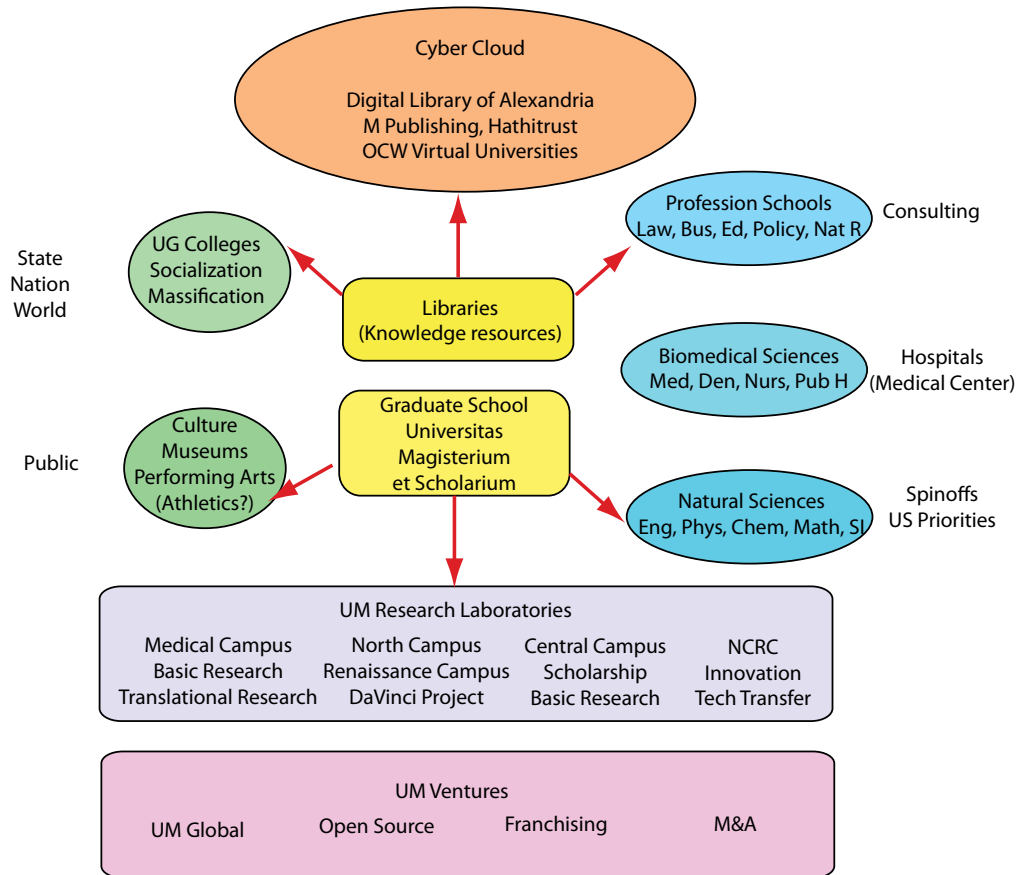 Cyber Cloud
Digital Library of Alexandria
M Publishing, Hathitrust
OCW Virtual Universities
State
Nation
World
UG Colleges
Socialization
Massification
Libraries
(Knowledge resources)
Profession Schools
Law, Bus, Ed, Policy, Nat R
Consulting
Biomedical Sciences
Med, Den, Nurs, Pub H
Hospitals
(Medical Center)
Public
Culture
Museums
Performing Arts
(Athletics?)
Graduate School
Universitas
Magisterium
et Scholarium
Natural Sciences
Eng, Phys, Chem, Math, SI
Spinoffs
US Priorities
UM Research Laboratories
Medical Campus
Basic Research
Translational Research
North Campus
Renaissance Campus
DaVinci Project
Central Campus
Scholarship
Basic Research
NCRC
Innovation
Tech Transfer
UM Ventures
UM Global
Open Source
Franchising
M&A